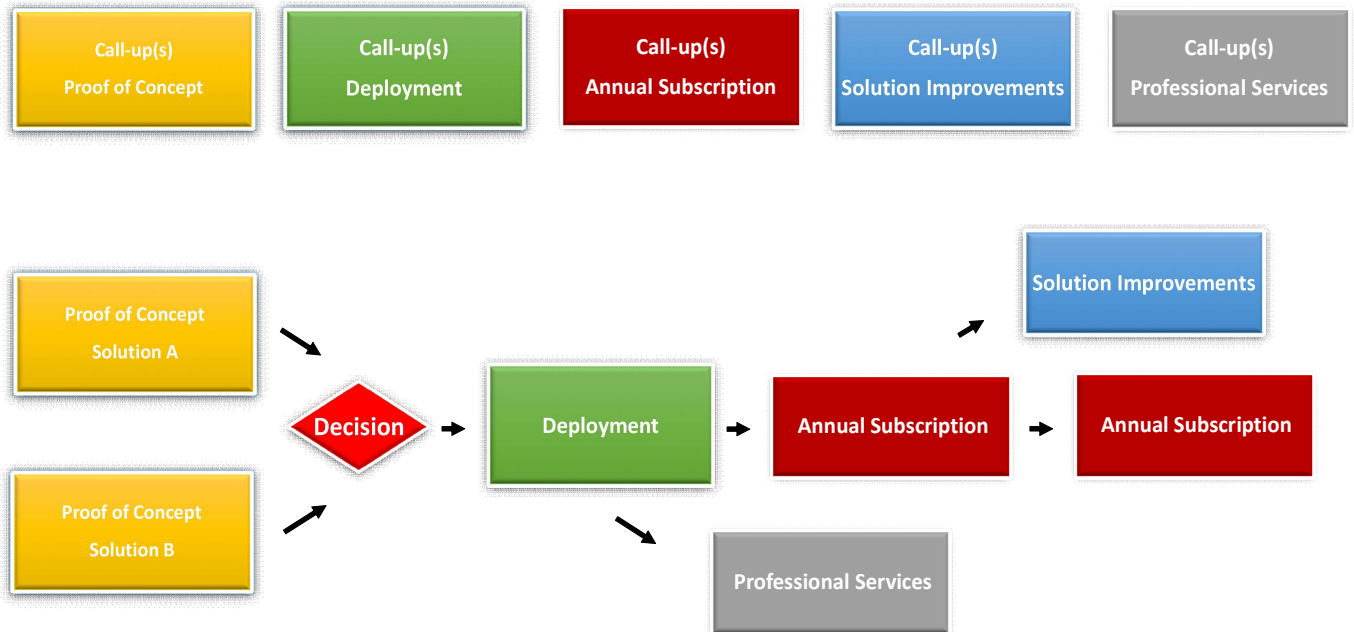 Call-up(s)
Proof of Concept
Call-up(s)
Deployment
Call-up(s)
Annual Subscription
Call-up(s)
Solution Improvements
Call-up(s)
Professional Services
Proof of Concept
Solution A
Proof of Concept
Solution B
Decision
Deployment
Annual Subscription
Solution Improvements
Annual Subscription
Professional Services